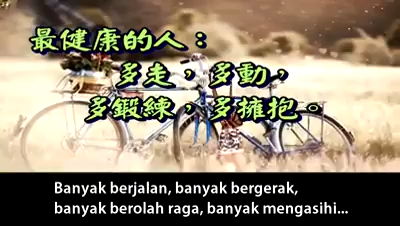 最健康的人：
多走，多動，
多鍛練，多擁抱。
Banyak berjalan, banyak bergerak,
banyak berolah raga, banyak mengasihi...